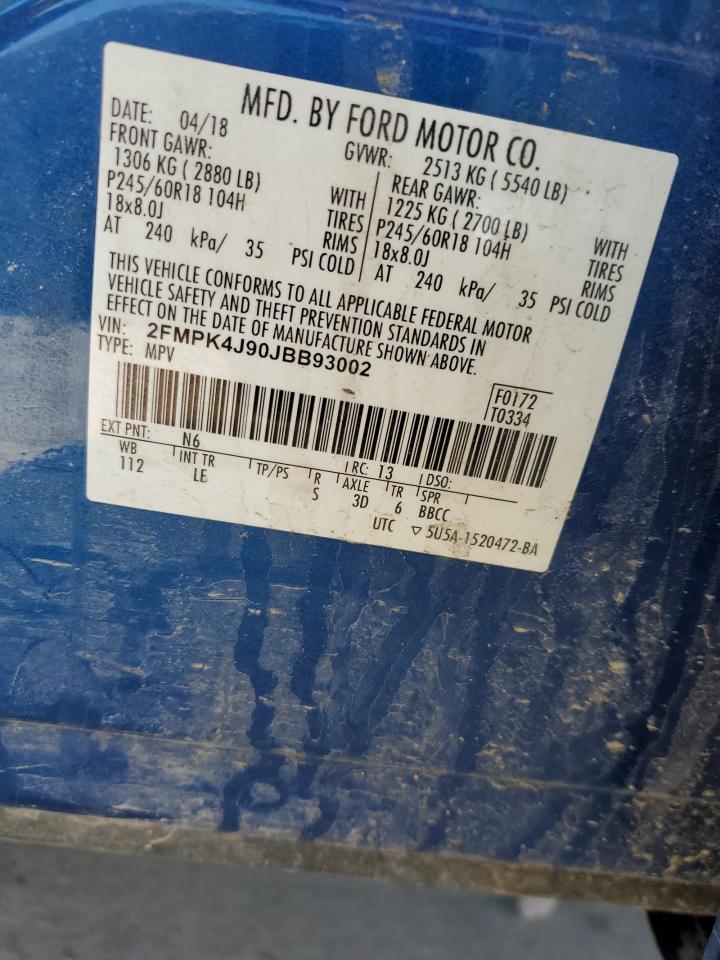 MFD. BY FORD MOTOR CO.
DATE: 04/18 GVWR: 2513 KG ( 5540 LB)
FRONT GAWR: REAR GAWR:
1306 KG ( 2880 LB) WITH 1225 KG ( 2700 LB) WITH
P245/60R18 104H TIRES P245/60R18 104H TIRES
18x8.0J RIMS 18x8.0J RIMS
AT 240 kPa/ 35 PSI COLD AT 240 kPa/ 35 PSI COLD
THIS VEHICLE CONFORMS TO ALL APPLICABLE FEDERAL MOTOR
VEHICLE SAFETY AND THEFT PREVENTION STANDARDS IN
EFFECT ON THE DATE OF MANUFACTURE SHOWN ABOVE.
VIN: 2FMPK4J90JBB93002
TYPE: MPV
F0172
T0334
EXT PNT: N6 RC: 13 DSO:
WB INT TR TP/PS R AXLE TR SPR
112 LE S 3D 6 BBCC
UTC ▽ 5U5A-1520472-BA